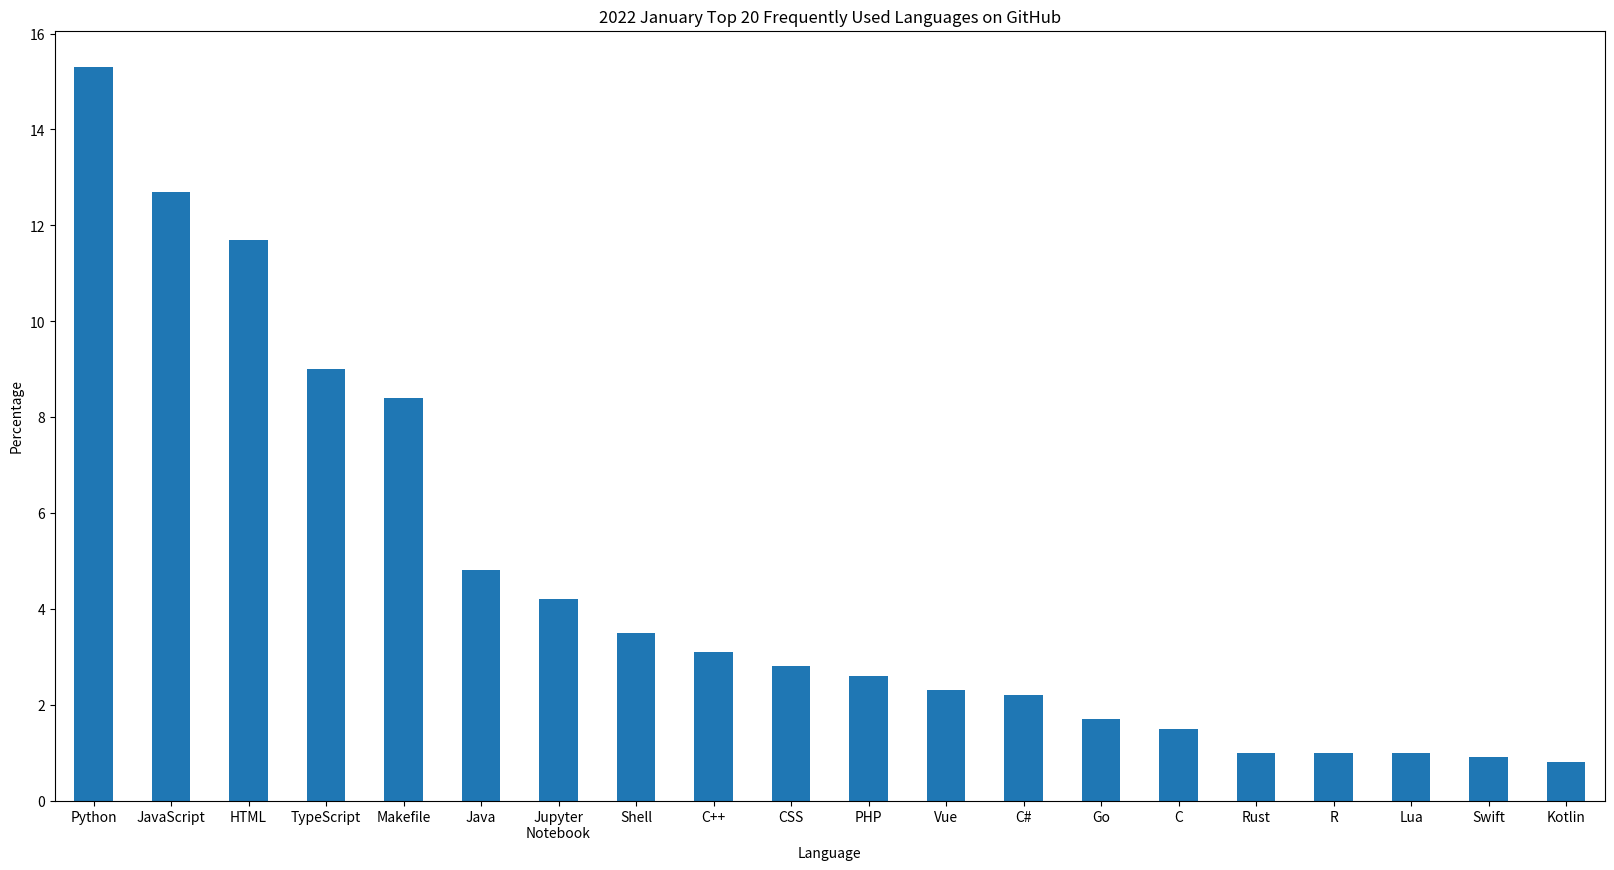 2022 January Top 20 Frequently Used Languages on GitHub
16
14
12
10
8
6
4
2
0
Percentage
Python JavaScript HTML TypeScript Makefile Java Jupyter Notebook Shell C++ CSS PHP Vue C# Go C Rust R Lua Swift Kotlin
Language